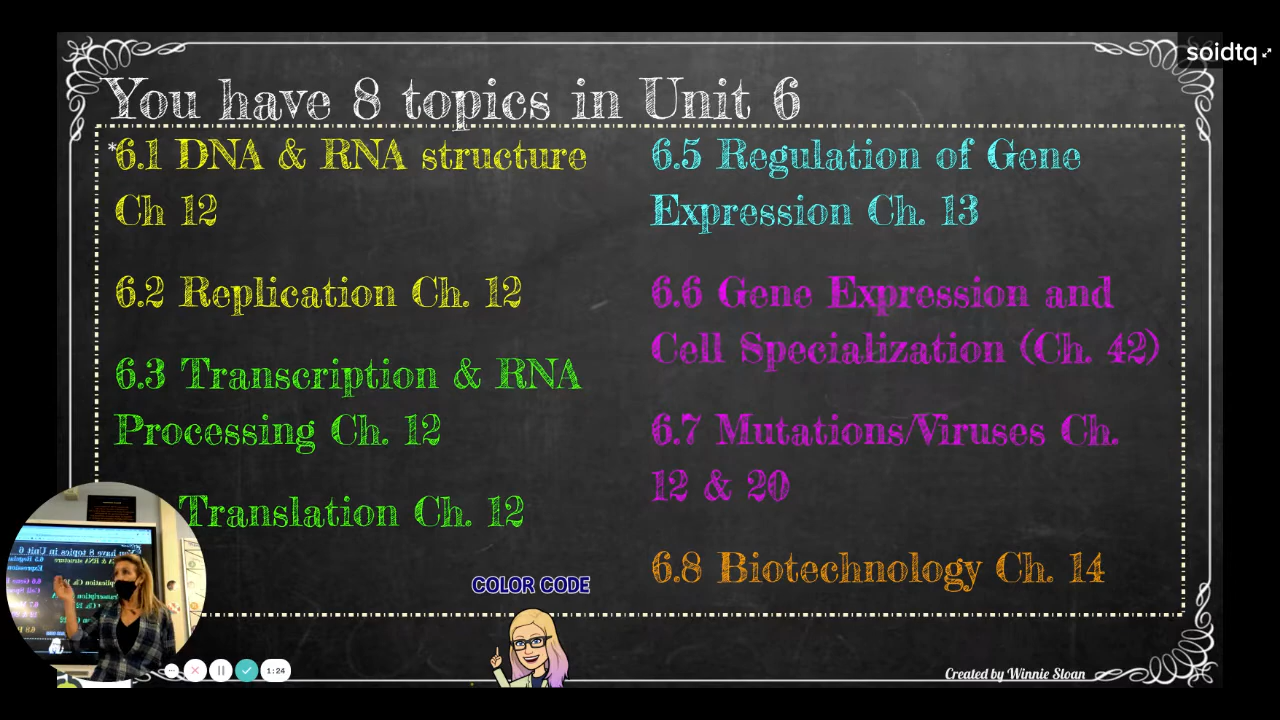 soidtq
You have 8 topics in Unit 6
*6.1 DNA & RNA structure
Ch 12
6.2 Replication Ch. 12
6.3 Transcription & RNA
Processing Ch. 12
Translation Ch. 12
6.5 Regulation of Gene
Expression Ch. 13
6.6 Gene Expression and
Cell Specialization (Ch. 42)
6.7 Mutations/Viruses Ch.
12 & 20
6.8 Biotechnology Ch. 14
COLOR CODE
1:24
Created by Winnie Sloan